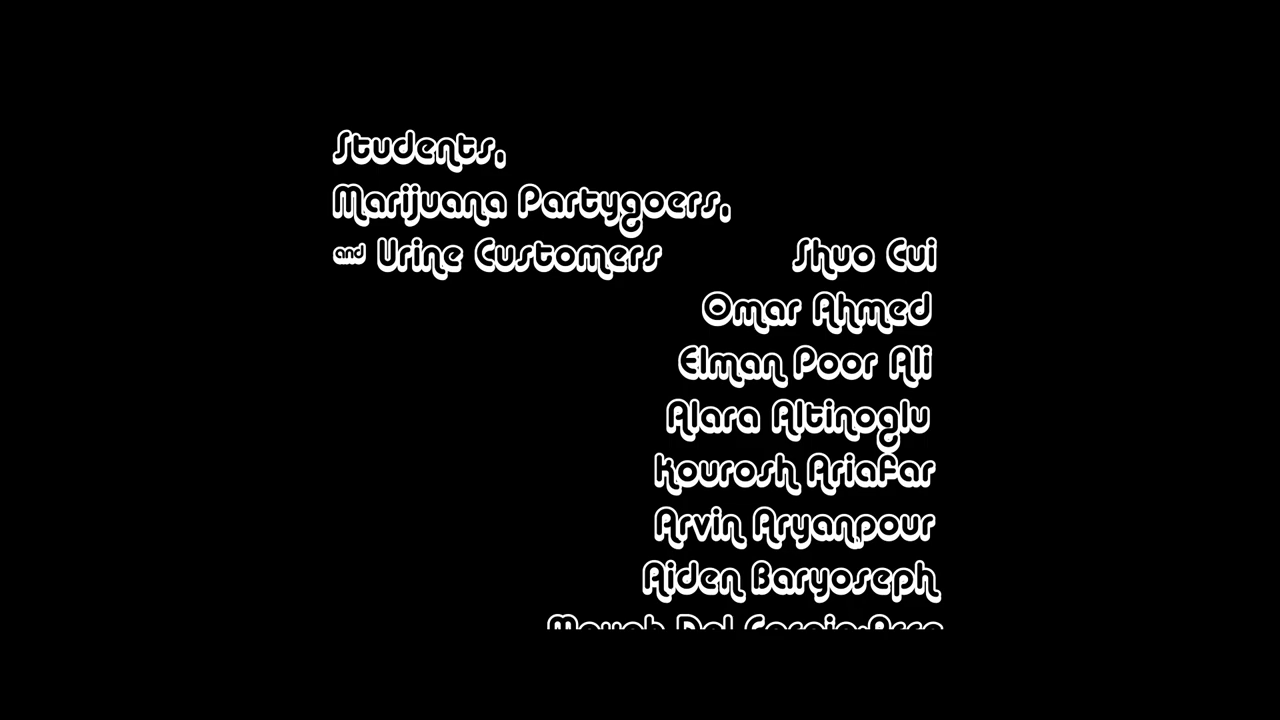 Students,
Marijuana Partygoers,
and Urine Customers Shuo Cui
Omar Ahmed
Elman Poor Ali
Alara Altinoglu
Kourosh Ariafar
Arvin Aryanpour
Aiden Baryoseph